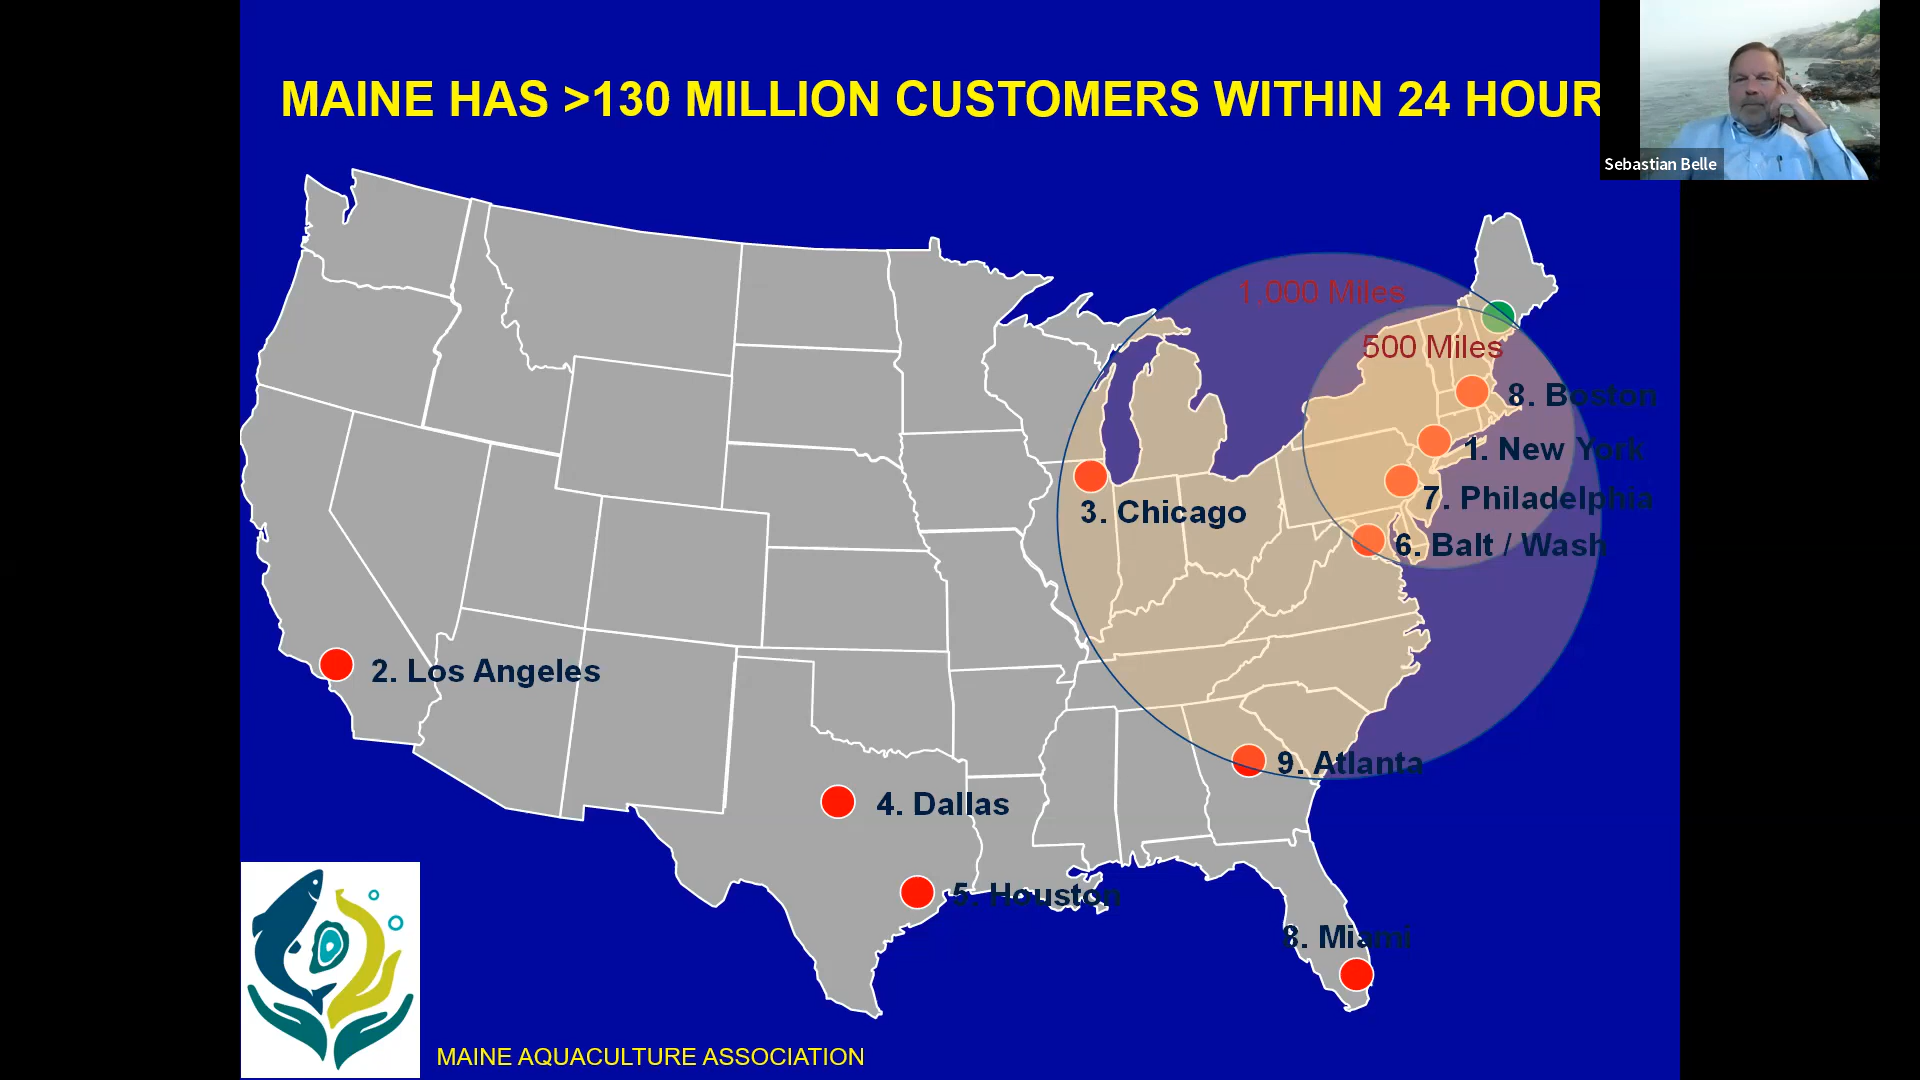 MAINE HAS >130 MILLION CUSTOMERS WITHIN 24 HOUR
Sebastian Belle
1.000 Miles
500 Miles
8. Boston
1. New York
7. Philadelphia
3. Chicago
6. Balt / Wash
2. Los Angeles
9. Atlanta
4. Dallas
5. Houston
8. Miami
MAINE AQUACULTURE ASSOCIATION